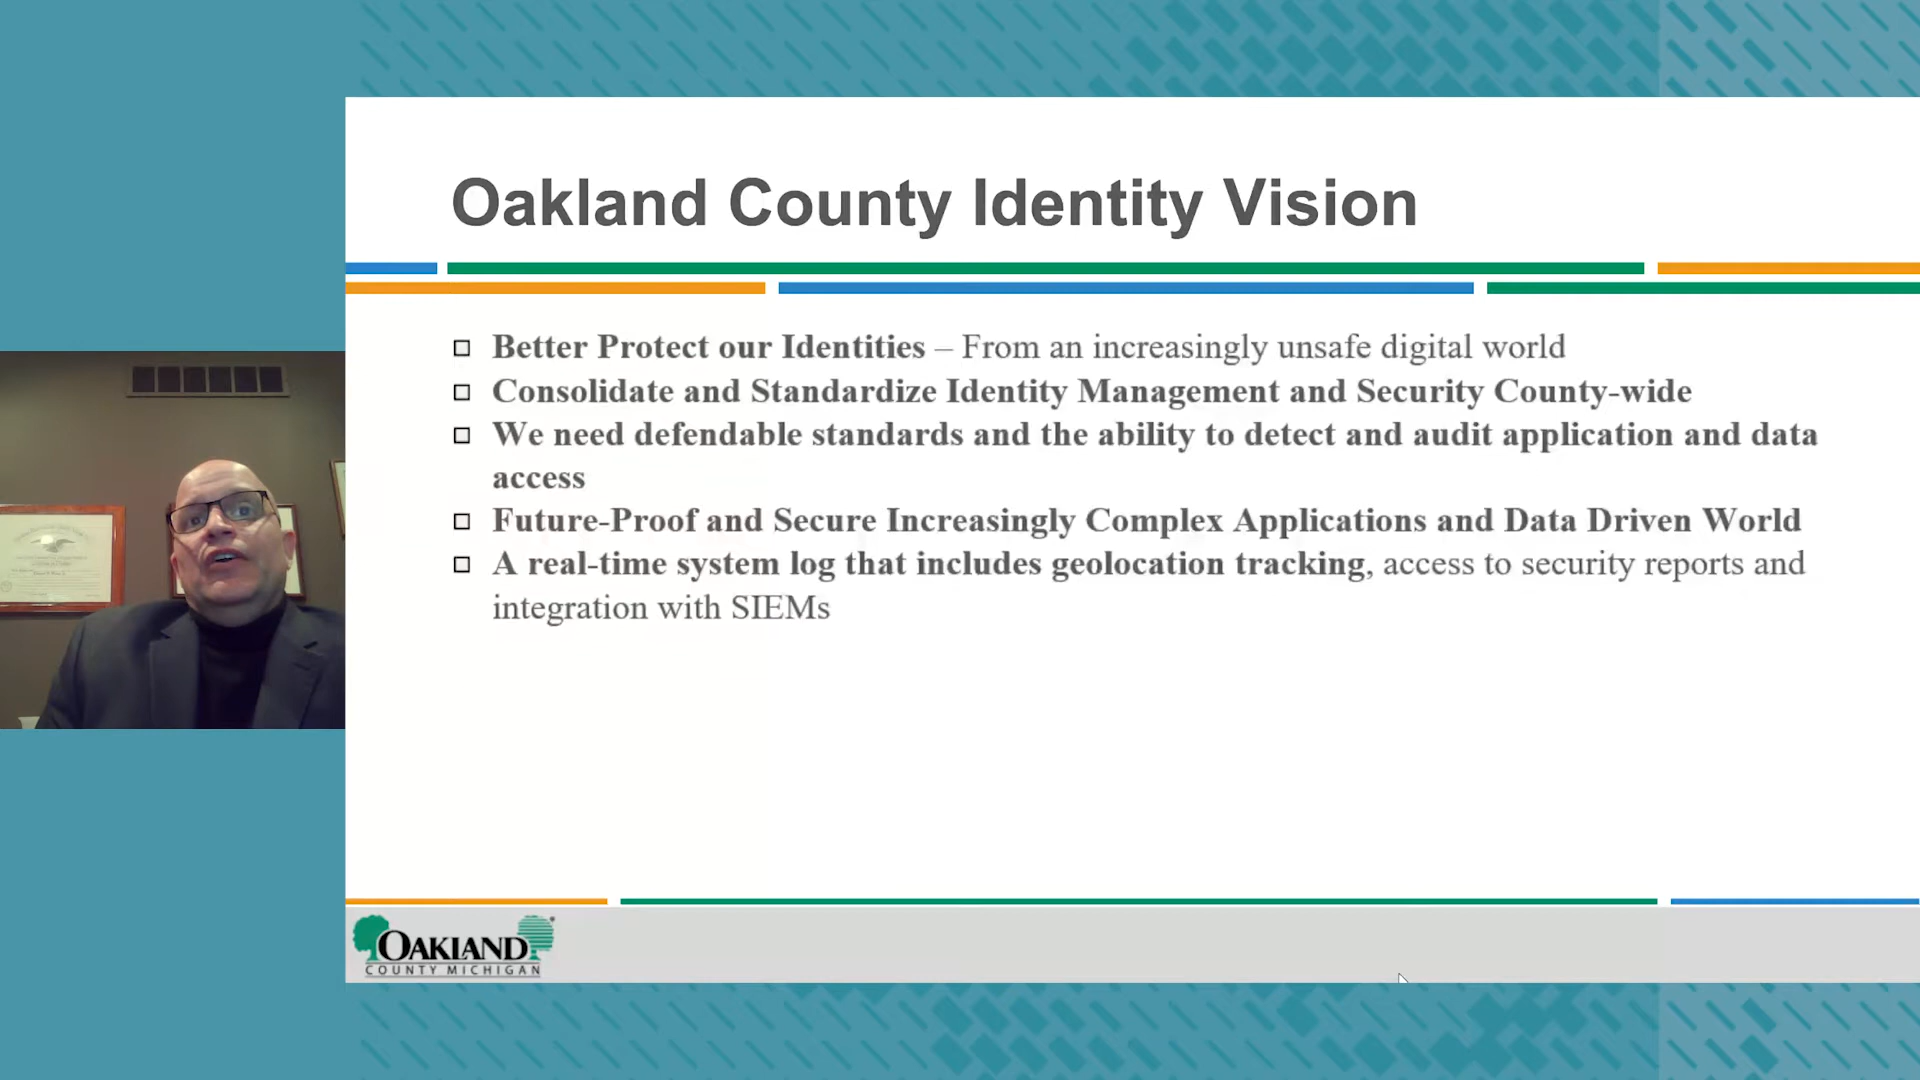 Oakland County Identity Vision
Better Protect our Identities – From an increasingly unsafe digital world
Consolidate and Standardize Identity Management and Security County-wide
We need defendable standards and the ability to detect and audit application and data
access
Future-Proof and Secure Increasingly Complex Applications and Data Driven World
A real-time system log that includes geolocation tracking, access to security reports and
integration with SIEMs
OAKLAND
COUNTY MICHIGAN